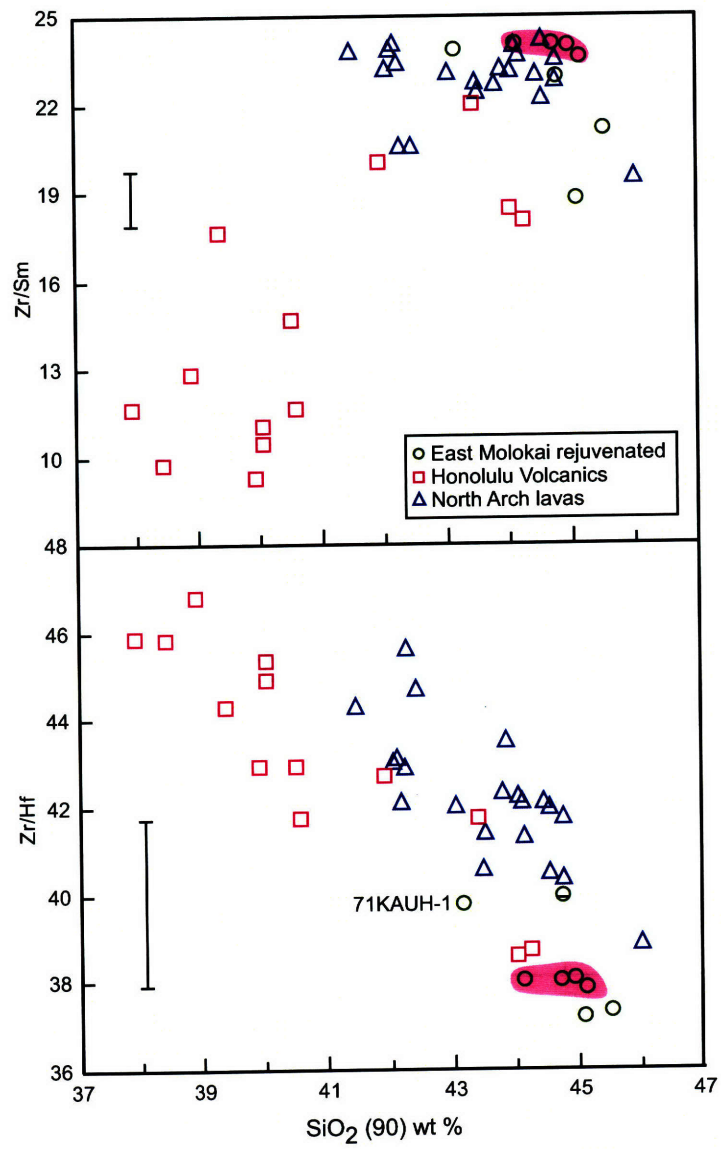 25
22
19
16
13
10
Zr/Sm
East Molokai rejuvenated
Honolulu Volcanics
North Arch lavas
48
46
44
42
40
38
36
Zr/Hf
71KAUH-1
37 39 41 43 45 47
SiO2 (90) wt %